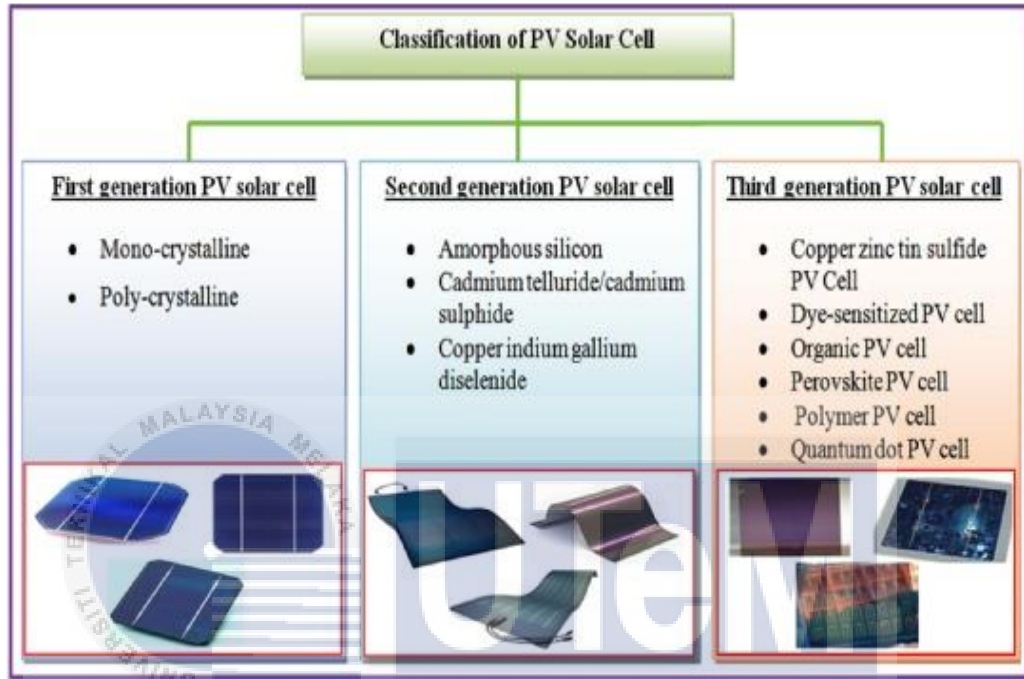 Classification of PV Solar Cell
First generation PV solar cell
• Mono-crystalline
• Poly-crystalline
Second generation PV solar cell
• Amorphous silicon
• Cadmium telluride/cadmium
sulphide
• Copper indium gallium
diselenide
Third generation PV solar cell
• Copper zinc tin sulfide
PV Cell
• Dye-sensitized PV cell
• Organic PV cell
• Perovskite PV cell
• Polymer PV cell
• Quantum dot PV cell
UNIVERSITI TEKNIKAL MALAYSIA MELAKA
UTeM